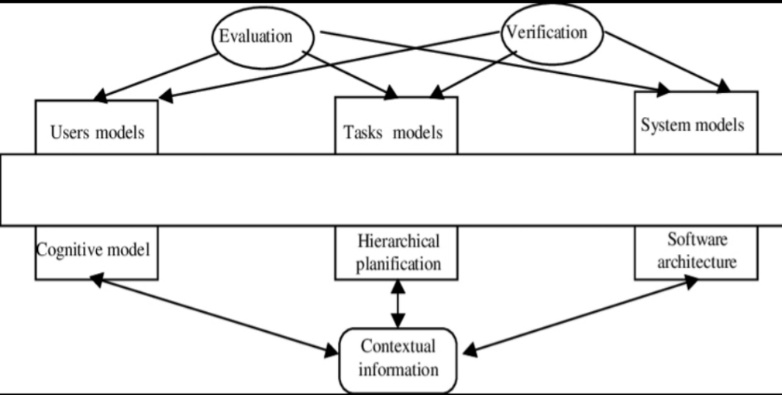 Evaluation
Verification
Users models
Tasks models
System models
Cognitive model
Hierarchical
planification
Software
architecture
Contextual
information